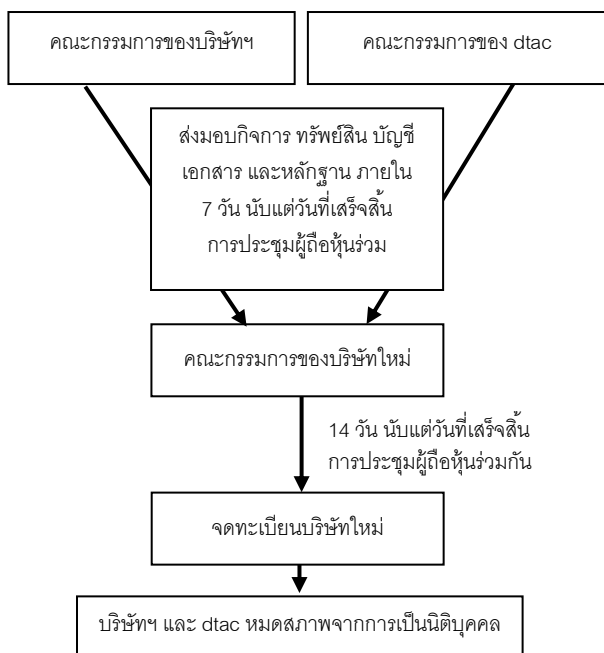 คณะกรรมการของบริษัทฯ
คณะกรรมการของ dtac
ส่งมอบกิจการ ทรัพย์สิน บัญชี
เอกสาร และหลักฐาน ภายใน
7 วัน นับแต่วันที่เสร็จสิ้น
การประชุมผู้ถือหุ้นร่วม
คณะกรรมการของบริษัทใหม่
14 วัน นับแต่วันที่เสร็จสิ้น
การประชุมผู้ถือหุ้นร่วมกัน
จดทะเบียนบริษัทใหม่
บริษัทฯ และ dtac หมดสภาพจากการเป็นนิติบุคคล